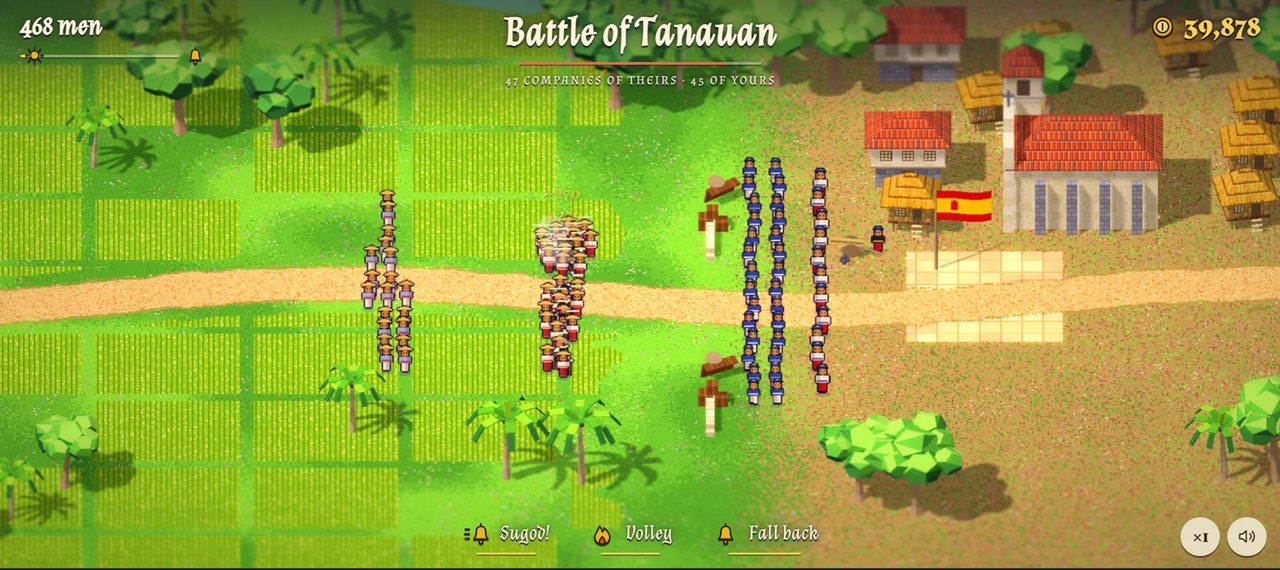 468 men
Battle of Tanauan
39,878
47 COMPANIES OF THEIRS · 45 OF YOURS
Sugod!
Volley
Fall back
×1